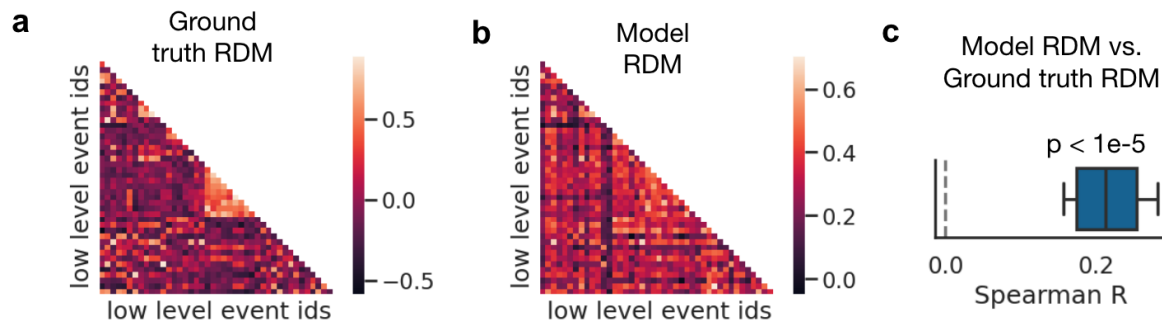 a
Ground
truth RDM
low level event ids
low level event ids
0.5
0.0
−0.5
b
Model
RDM
low level event ids
low level event ids
0.6
0.4
0.2
0.0
c
Model RDM vs.
Ground truth RDM
p < 1e-5
0.0
0.2
Spearman R